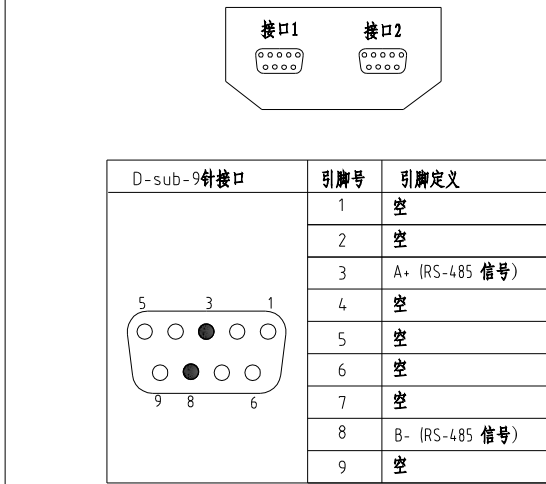 接口1 接口2
D-sub-9针接口 引脚号 引脚定义
1 空
2 空
3 A+ (RS-485 信号)
4 空
5 空
6 空
7 空
8 B- (RS-485 信号)
9 空
5 3 1
9 8 6